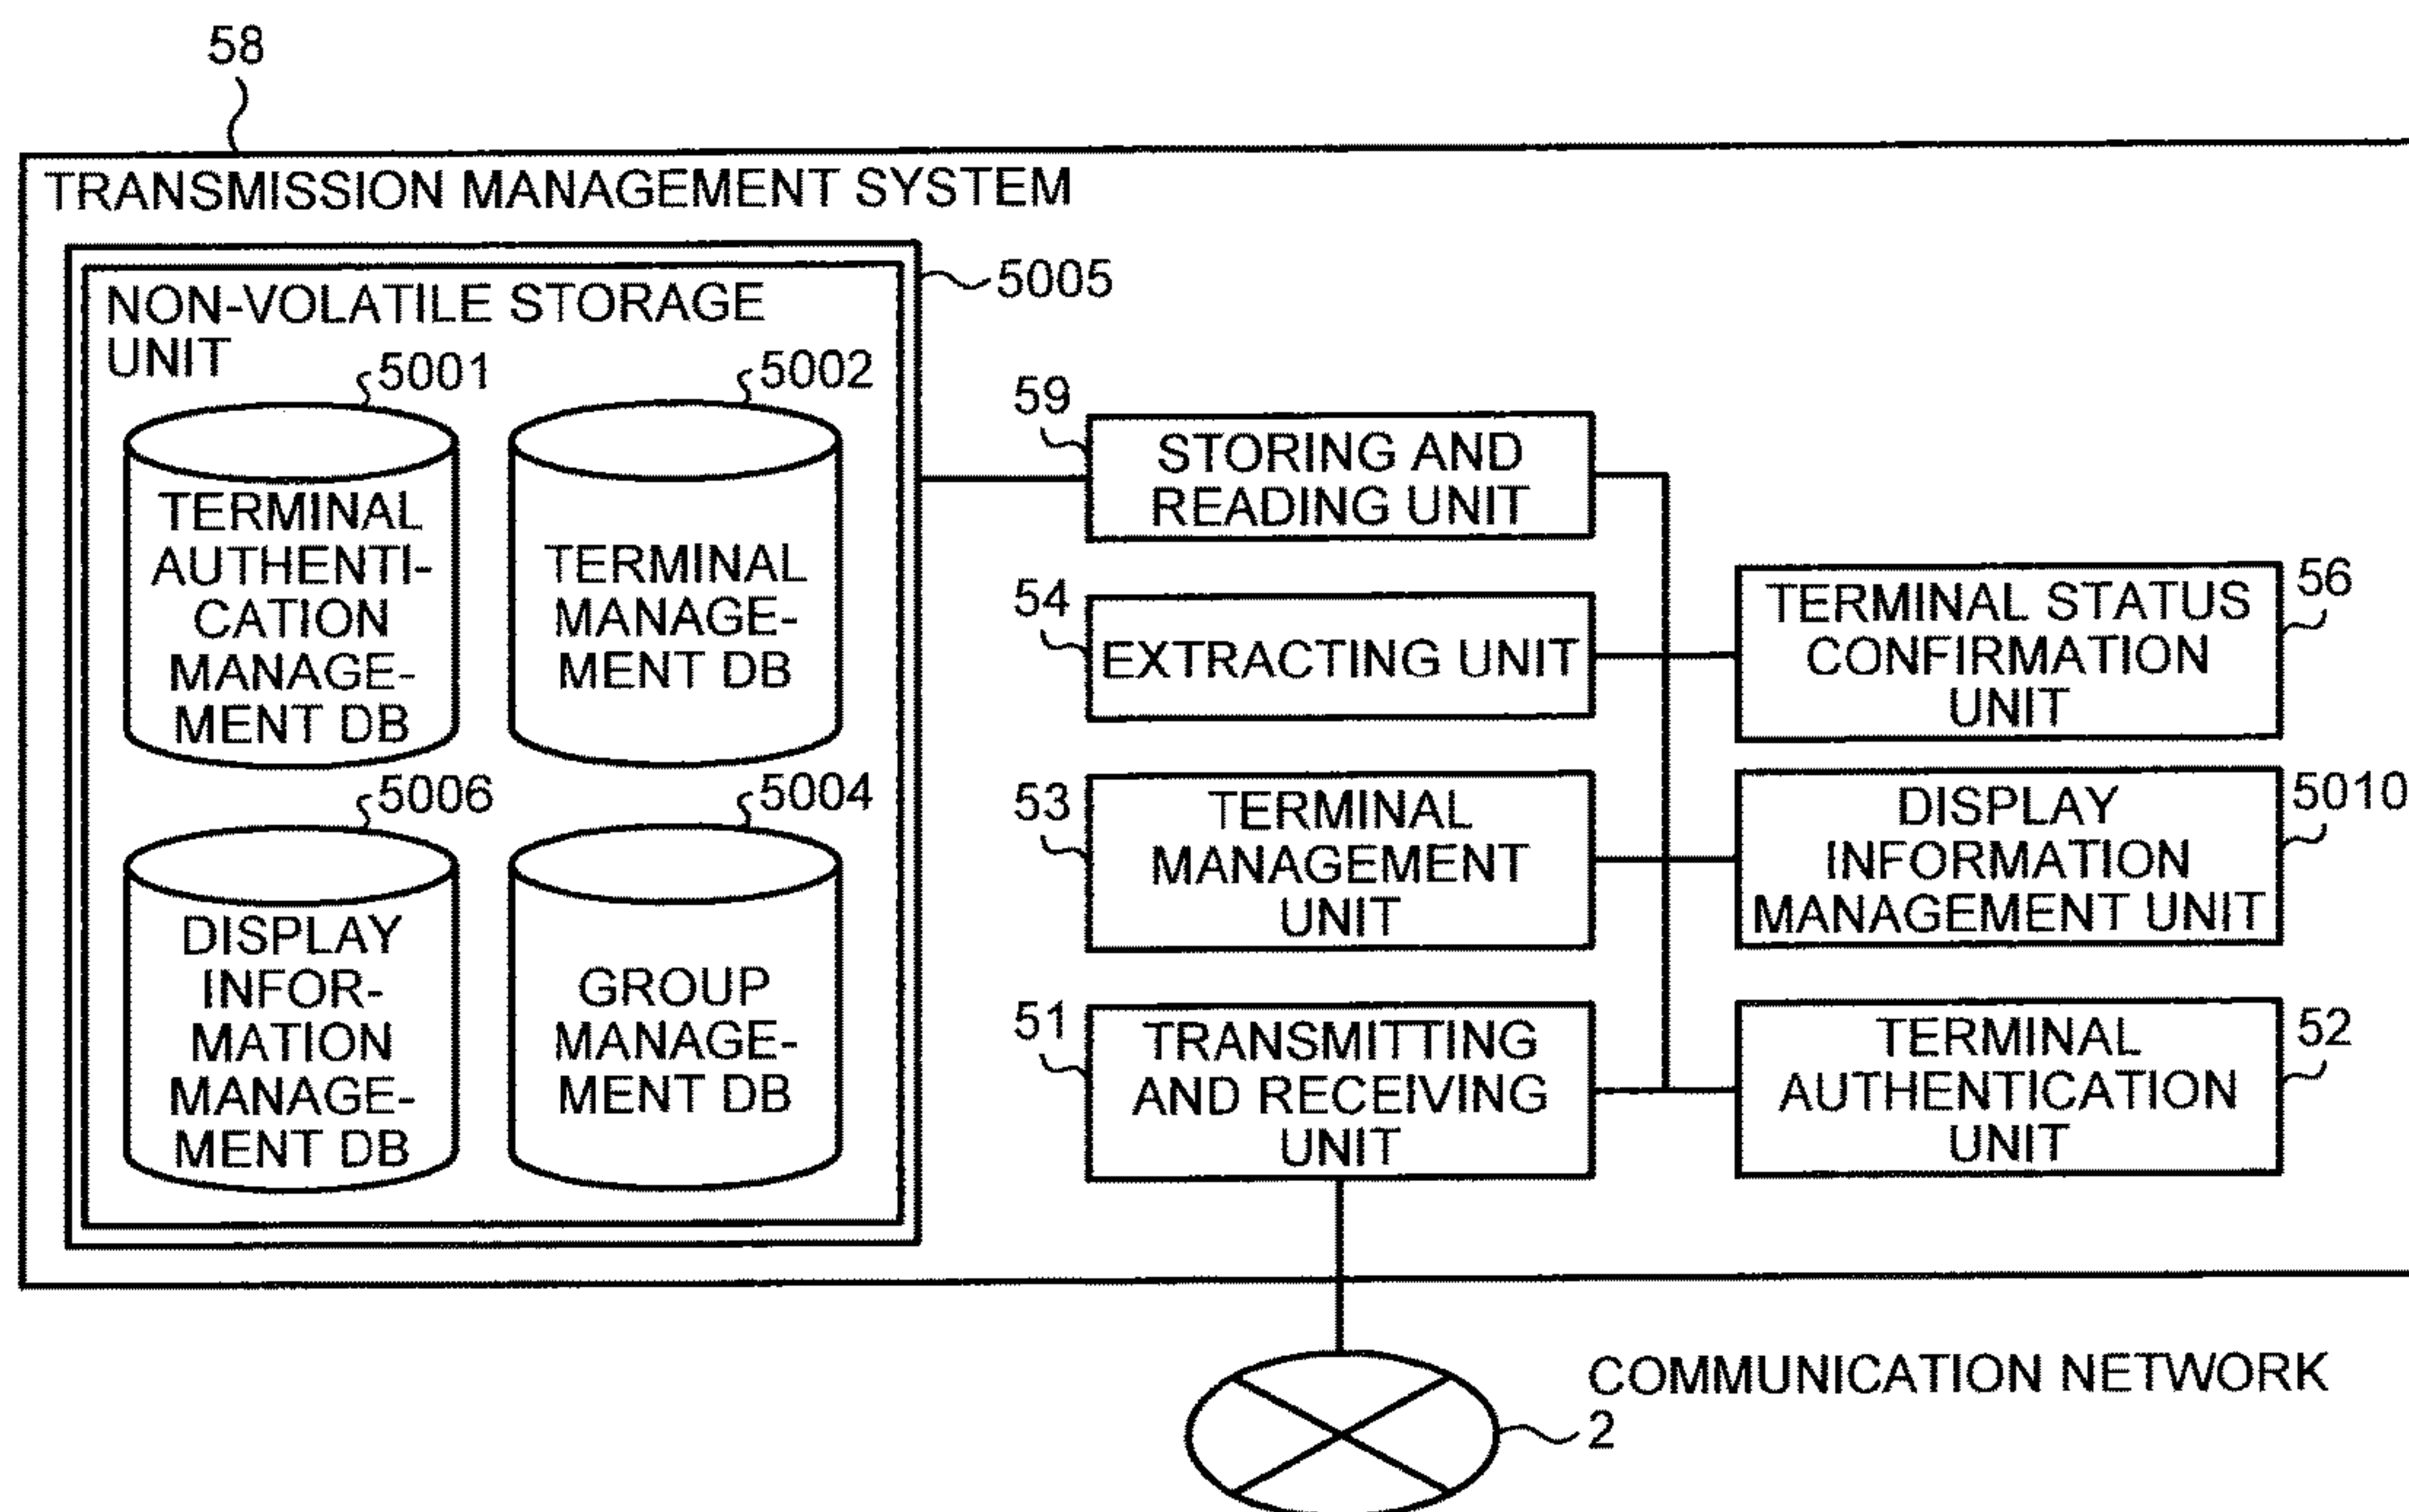 58
TRANSMISSION MANAGEMENT SYSTEM
5005
NON-VOLATILE STORAGE
UNIT
5001
TERMINAL
AUTHENTI-
CATION
MANAGE-
MENT DB
5002
TERMINAL
MANAGE-
MENT DB
5006
DISPLAY
INFOR-
MATION
MANAGE-
MENT DB
5004
GROUP
MANAGE-
MENT DB
59
STORING AND
READING UNIT
54
EXTRACTING UNIT
56
TERMINAL STATUS
CONFIRMATION
UNIT
53
TERMINAL
MANAGEMENT
UNIT
5010
DISPLAY
INFORMATION
MANAGEMENT UNIT
51
TRANSMITTING
AND RECEIVING
UNIT
52
TERMINAL
AUTHENTICATION
UNIT
COMMUNICATION NETWORK
2